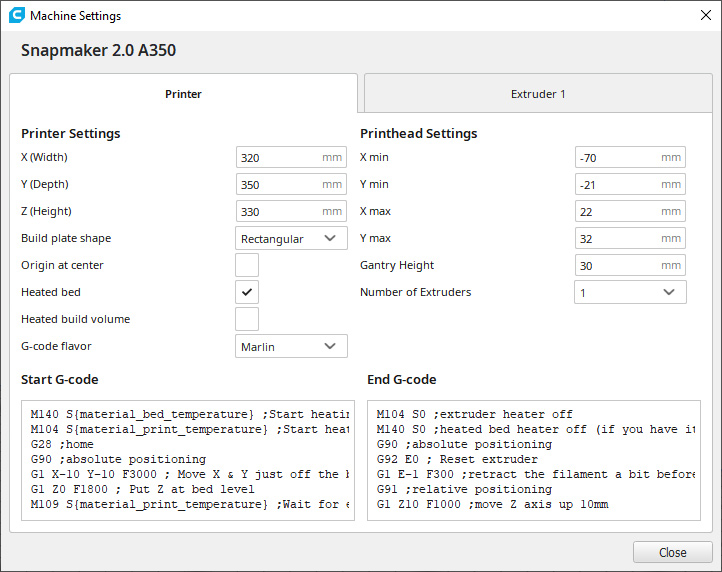 Machine Settings
Snapmaker 2.0 A350
Printer
Extruder 1
Printer Settings
X (Width)
320 mm
Y (Depth)
350 mm
Z (Height)
330 mm
Build plate shape
Rectangular
Origin at center
Heated bed
Heated build volume
G-code flavor
Marlin
Printhead Settings
X min
-70 mm
Y min
-21 mm
X max
22 mm
Y max
32 mm
Gantry Height
30 mm
Number of Extruders
1
Start G-code
M140 S{material_bed_temperature} ;Start heatin
M104 S{material_print_temperature} ;Start heat
G28 ;home
G90 ;absolute positioning
G1 X-10 Y-10 F3000 ; Move X & Y just off the b
G1 Z0 F1800 ; Put Z at bed level
M109 S{material_print_temperature} ;Wait for e
End G-code
M104 S0 ;extruder heater off
M140 S0 ;heated bed heater off (if you have it
G90 ;absolute positioning
G92 E0 ; Reset extruder
G1 E-1 F300 ;retract the filament a bit before
G91 ;relative positioning
G1 Z10 F1000 ;move Z axis up 10mm
Close